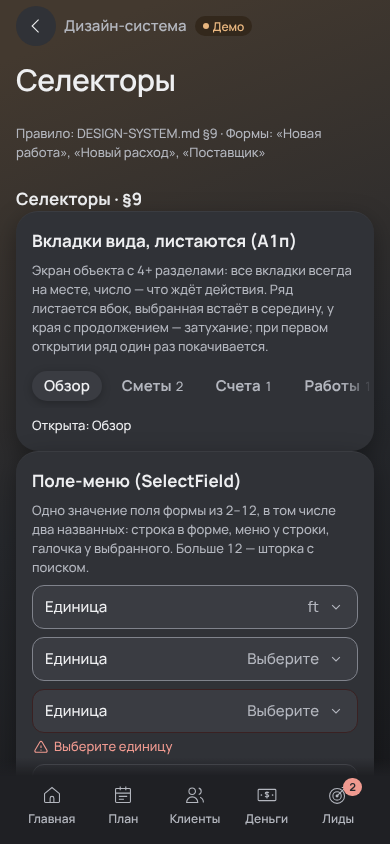 Дизайн-система
Демо
Селекторы
Правило: DESIGN-SYSTEM.md §9 · Формы: «Новая
работа», «Новый расход», «Поставщик»
Селекторы · §9
Вкладки вида, листаются (А1п)
Экран объекта с 4+ разделами: все вкладки всегда
на месте, число — что ждёт действия. Ряд
листается вбок, выбранная встаёт в середину, у
края с продолжением — затухание; при первом
открытии ряд один раз покачивается.
Обзор Сметы 2 Счета 1 Работы 1
Открыта: Обзор
Поле-меню (SelectField)
Одно значение поля формы из 2–12, в том числе
два названных: строка в форме, меню у строки,
галочка у выбранного. Больше 12 — шторка с
поиском.
Единица ft
Единица Выберите
Единица Выберите
Выберите единицу
2
Главная План Клиенты Деньги Лиды